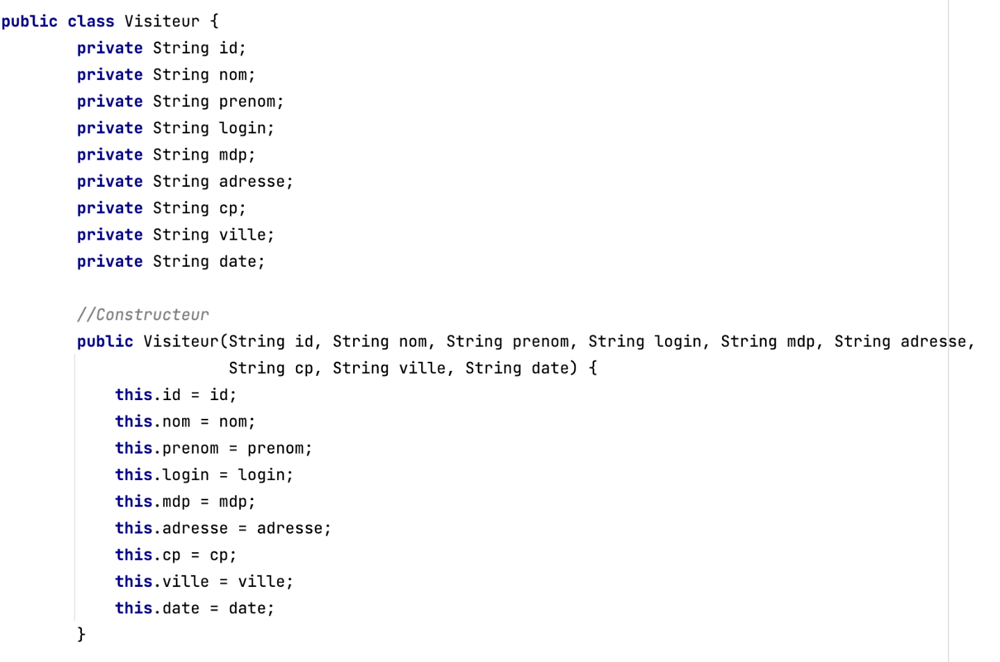 public class Visiteur {
private String id;
private String nom;
private String prenom;
private String login;
private String mdp;
private String adresse;
private String cp;
private String ville;
private String date;
//Constructeur
public Visiteur(String id, String nom, String prenom, String login, String mdp, String adresse,
String cp, String ville, String date) {
this.id = id;
this.nom = nom;
this.prenom = prenom;
this.login = login;
this.mdp = mdp;
this.adresse = adresse;
this.cp = cp;
this.ville = ville;
this.date = date;
}